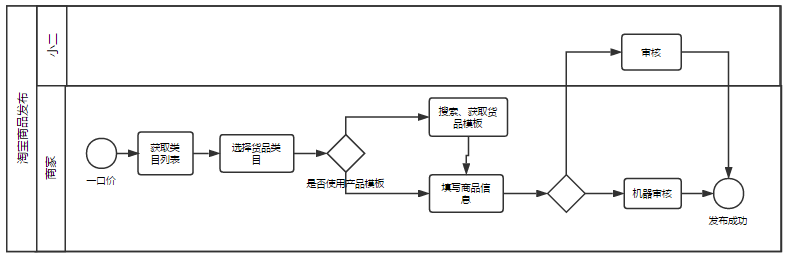 淘宝商品发布
小二
审核
商家
一口价
获取类
目列表
选择货品类
目
是否使用产品模板
搜索、获取货
品模板
填写商品信
息
机器审核
发布成功